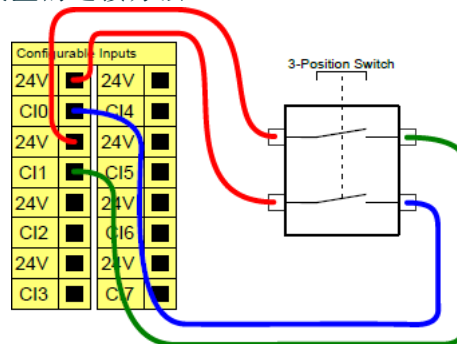 Configurable Inputs
3-Position Switch
24V 24V
CI0 CI4
24V 24V
CI1 CI5
24V 24V
CI2 CI6
24V 24V
CI3 CI7